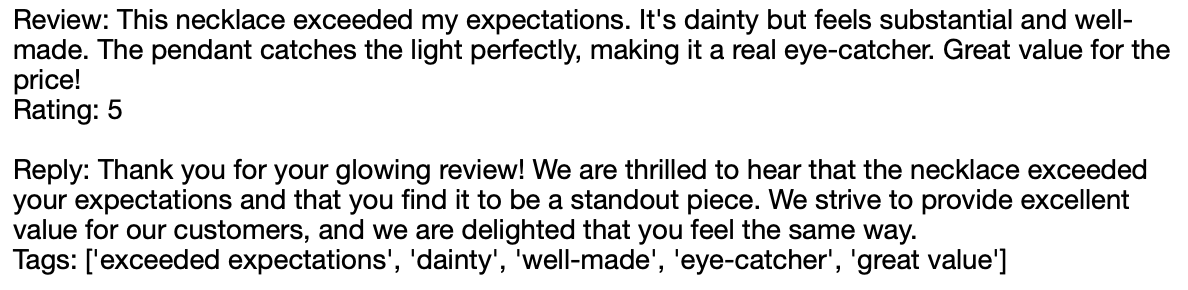 Review: This necklace exceeded my expectations. It's dainty but feels substantial and well-
made. The pendant catches the light perfectly, making it a real eye-catcher. Great value for the
price!
Rating: 5
Reply: Thank you for your glowing review! We are thrilled to hear that the necklace exceeded
your expectations and that you find it to be a standout piece. We strive to provide excellent
value for our customers, and we are delighted that you feel the same way.
Tags: ['exceeded expectations', 'dainty', 'well-made', 'eye-catcher', 'great value']